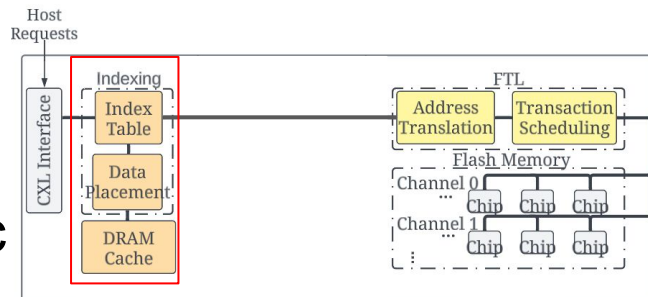 Host
Requests
CXL Interface
Indexing
Index
Table
Data
Placement
DRAM
Cache
FTL
Address
Translation
Transaction
Scheduling
Flash Memory
Channel 0
...
Chip Chip Chip
Channel 1
...
Chip Chip Chip
...
c